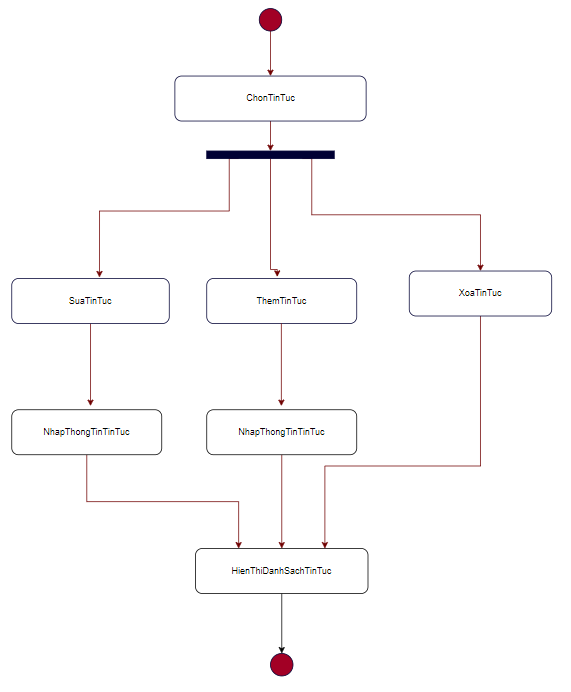 ChonTinTuc
SuaTinTuc
ThemTinTuc
XoaTinTuc
NhapThongTinTinTuc
NhapThongTinTinTuc
HienThiDanhSachTinTuc